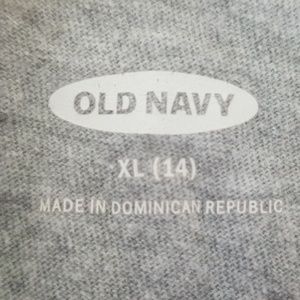 OLD NAVY
XL (14)
MADE IN DOMINICAN REPUBLIC